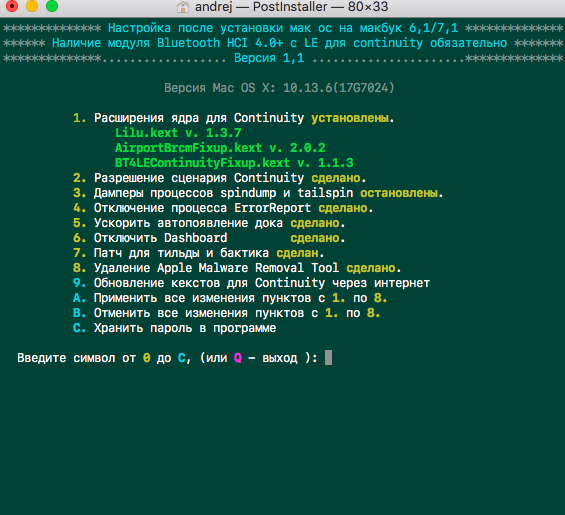 andrej — PostInstaller — 80×33
************** Настройка после установки мак ос на макбук 6,1/7,1 **************
****** Наличие модуля Bluetooth HCI 4.0+ с LE для continuity обязательно *******
**************.................. Версия 1,1 ......................**************
Версия Mac OS X: 10.13.6(17G7024)
1. Расширения ядра для Continuity установлены.
Lilu.kext v. 1.3.7
AirportBrcmFixup.kext v. 2.0.2
BT4LEContinuityFixup.kext v. 1.1.3
2. Разрешение сценария Continuity сделано.
3. Дамперы процессов spindump и tailspin остановлены.
4. Отключение процесса ErrorReport сделано.
5. Ускорить автопоявление дока сделано.
6. Отключить Dashboard сделано.
7. Патч для тильды и бактика сделан.
8. Удаление Apple Malware Removal Tool сделано.
9. Обновление кекстов для Continuity через интернет
A. Применить все изменения пунктов с 1. по 8.
B. Отменить все изменения пунктов с 1. по 8.
C. Хранить пароль в программе
Введите символ от 0 до C, (или Q - выход ):